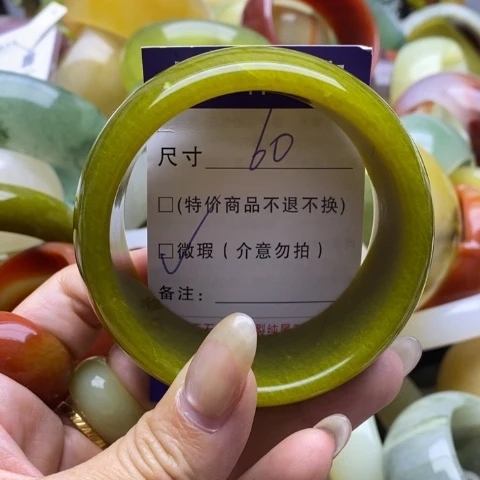 尺寸 60
□(特价商品不退不换)
☑微瑕(介意勿拍)
备注: